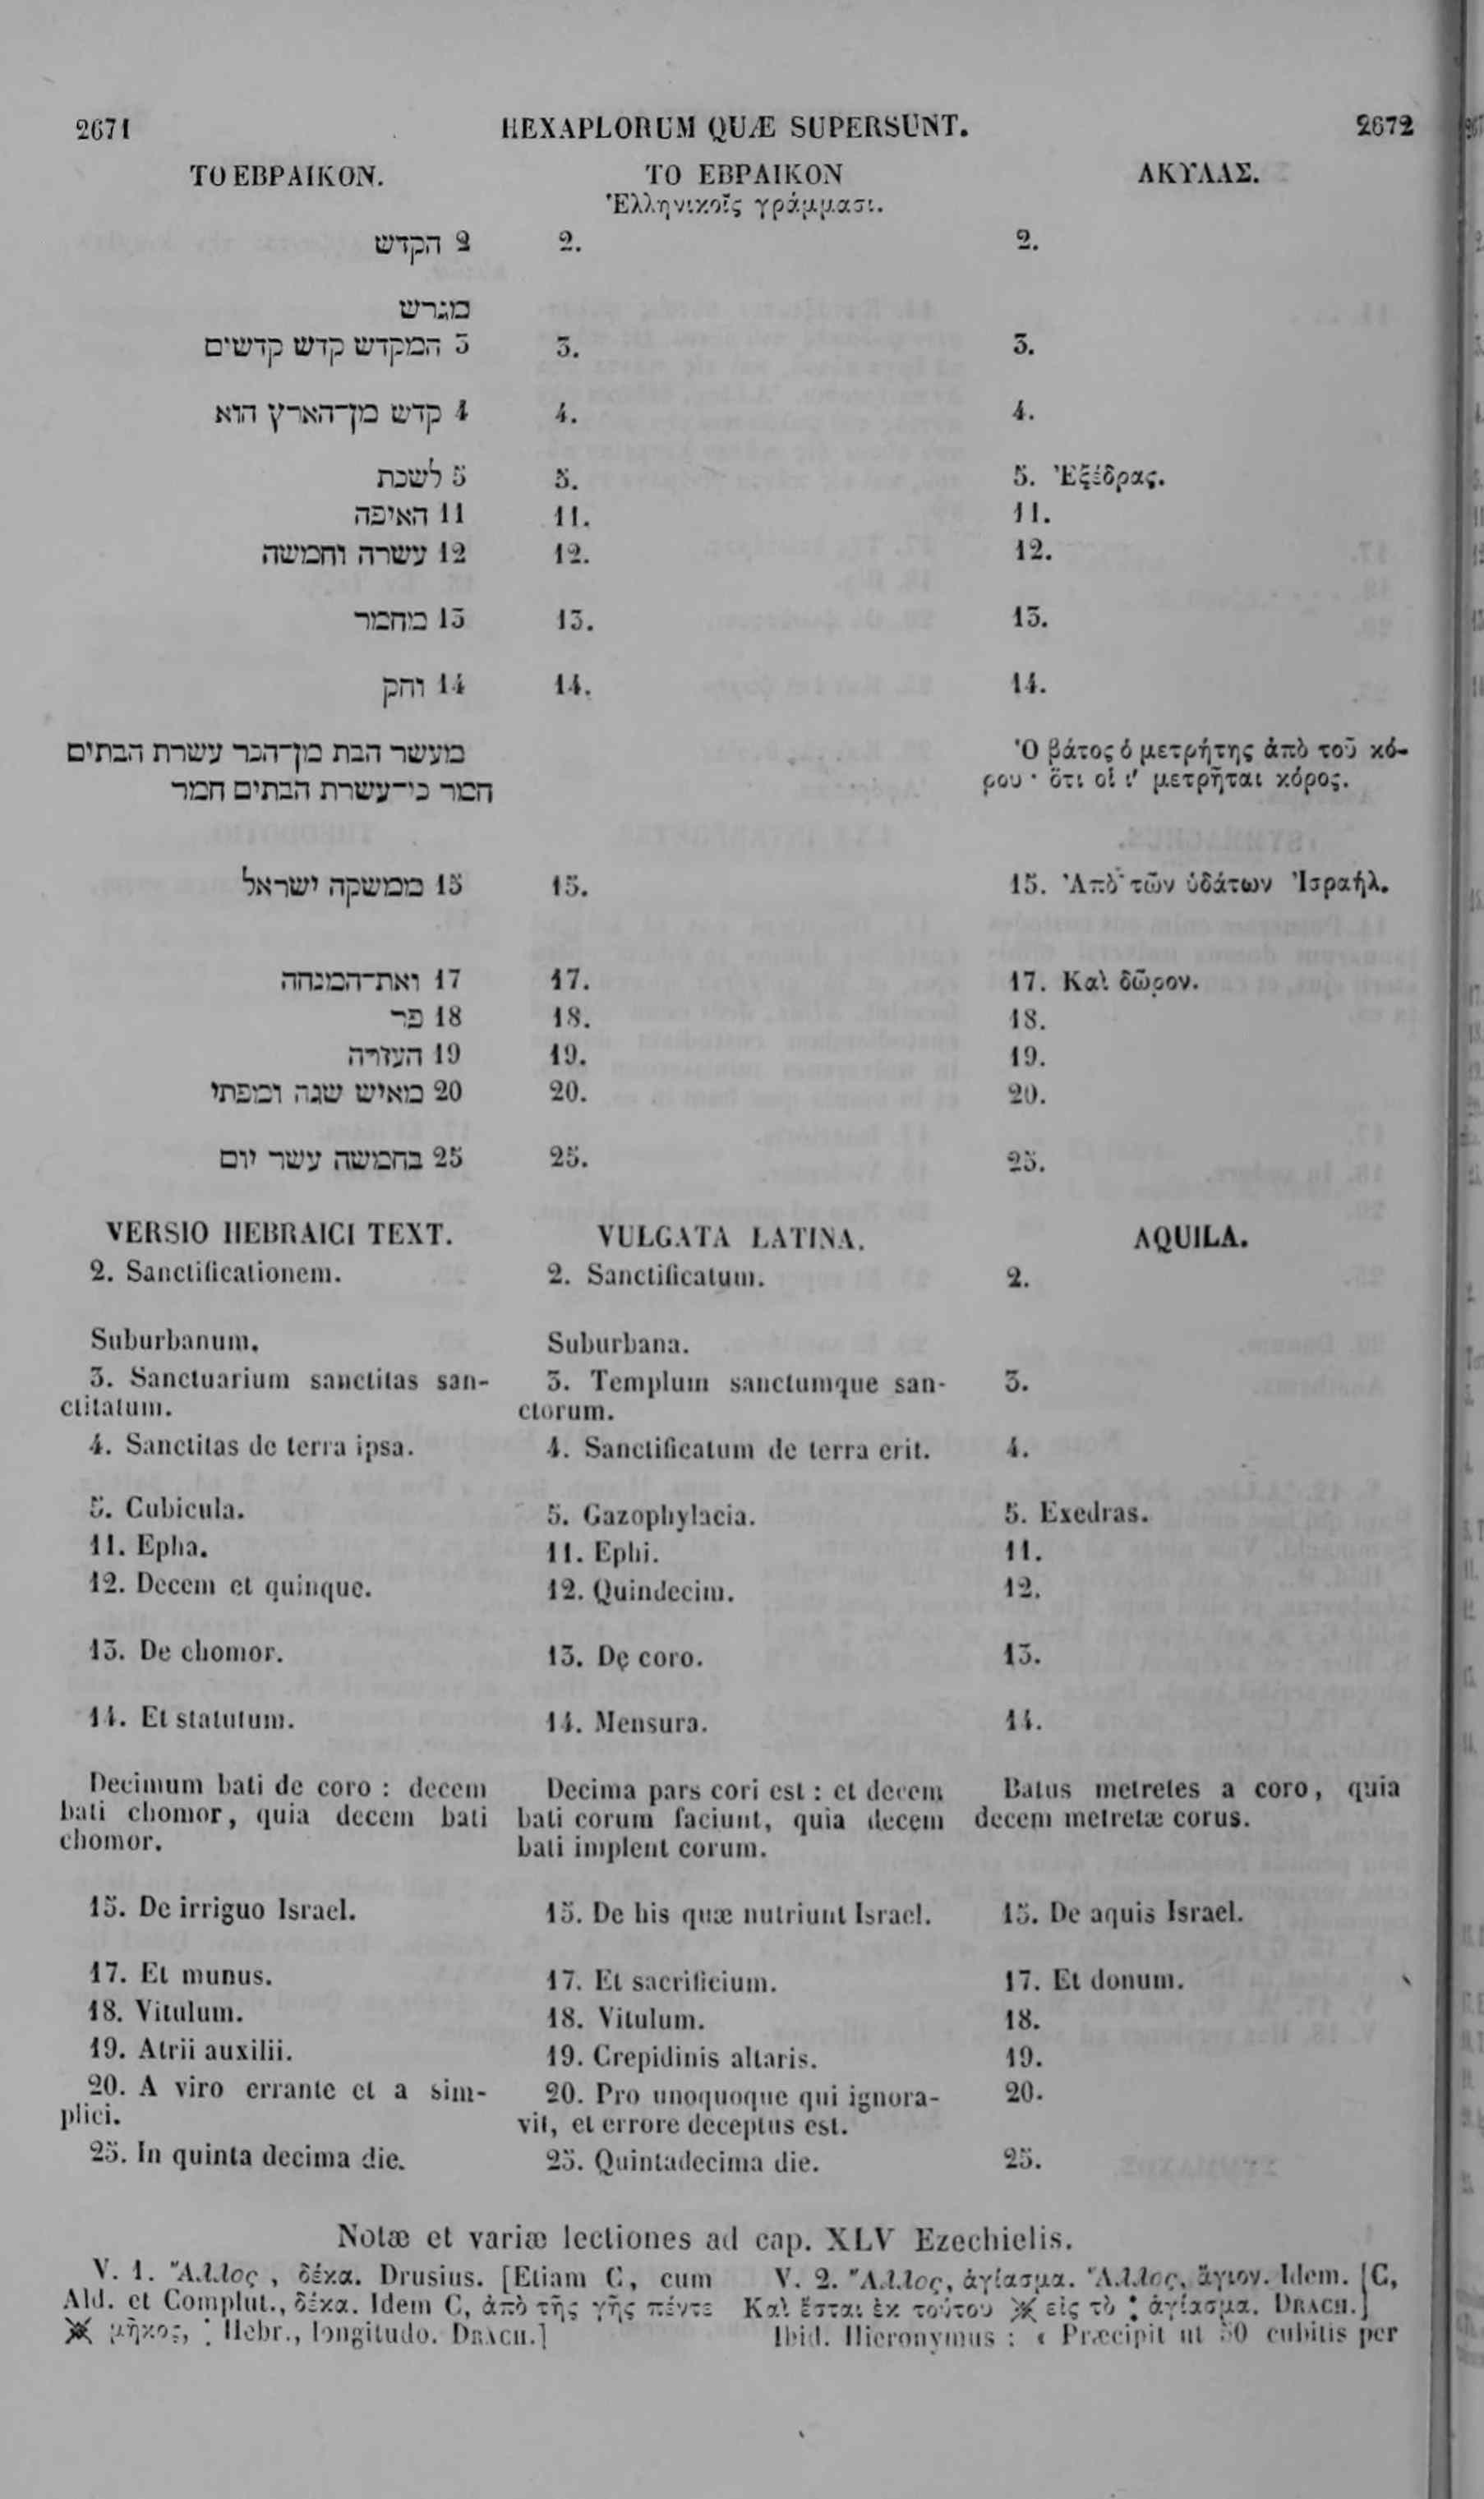 2671
HEXAPLORUM QUÆ SUPERSUNT.
2672
ΤΟ ΕΒΡΑΙΚΟΝ.
2 הקדש
מגרש
3 המקדש קדש קדשים
4 קדש מן־הארץ הוא
5 לשכת
11 האיפה
12 עשרה וחמשה
13 מחמר
14 וחק
מעשר הבת מן־הכר עשרת הבתים
חמר כי־עשרת הבתים חמר
15 ממשקה ישראל
17 ואת־המנחה
18 פר
19 העזרה
20 מאיש שגה ומפתי
25 בחמשה עשר יום
ΤΟ ΕΒΡΑΙΚΟΝ
Ἑλληνικοῖς γράμμασι.
2.
3.
4.
5.
11.
12.
13.
14.
15.
17.
18.
19.
20.
25.
ΑΚΥΛΑΣ.
2.
3.
4.
5. Ἐξέδρας.
11.
12.
13.
14.
Ὁ βάτος ὁ μετρήτης ἀπὸ τοῦ κό-
ρου · ὅτι οἱ ι′ μετρῆται κόρος.
15. Ἀπὸ τῶν ὑδάτων Ἰσραήλ.
17. Καὶ δῶρον.
18.
19.
20.
25.
VERSIO HEBRAICI TEXT.
2. Sanctificationem.
Suburbanum.
3. Sanctuarium sanctitas san-
ctitatum.
4. Sanctitas de terra ipsa.
5. Cubicula.
11. Epha.
12. Decem et quinque.
13. De chomor.
14. Et statutum.
Decimum bati de coro : decem
bati chomor, quia decem bati
chomor.
15. De irriguo Israel.
17. Et munus.
18. Vitulum.
19. Atrii auxilii.
20. A viro errante et a sim-
plici.
25. In quinta decima die.
VULGATA LATINA.
2. Sanctificatum.
Suburbana.
3. Templum sanctumque san-
ctorum.
4. Sanctificatum de terra erit.
5. Gazophylacia.
11. Ephi.
12. Quindecim.
13. De coro.
14. Mensura.
Decima pars cori est : et decem
bati corum faciunt, quia decem
bati implent corum.
15. De his quæ nutriunt Israel.
17. Et sacrificium.
18. Vitulum.
19. Crepidinis altaris.
20. Pro unoquoque qui ignora-
vit, et errore deceptus est.
25. Quintadecima die.
AQUILA.
2.
3.
4.
5. Exedras.
11.
12.
13.
14.
Batus metretes a coro, quia
decem metretæ corus.
15. De aquis Israel.
17. Et donum.
18.
19.
20.
25.
Notæ et variæ lectiones ad cap. XLV Ezechielis.
V. 1. Ἄλλος, δέκα. Drusius. [Etiam C, cum
Ald. et Complut., δέκα. Idem C, ἀπὸ τῆς γῆς πέντε
※ μῆκος, : Hebr., longitudo. DRACH.]
V. 2. Ἄλλος, ἁγίασμα. Ἄλλος, ἅγιον. Idem. [C,
Καὶ ἔσται ἐκ τούτου ※ εἰς τὸ : ἁγίασμα. DRACH.]
Ibid. Hieronymus : « Præcipit ut 50 cubitis per